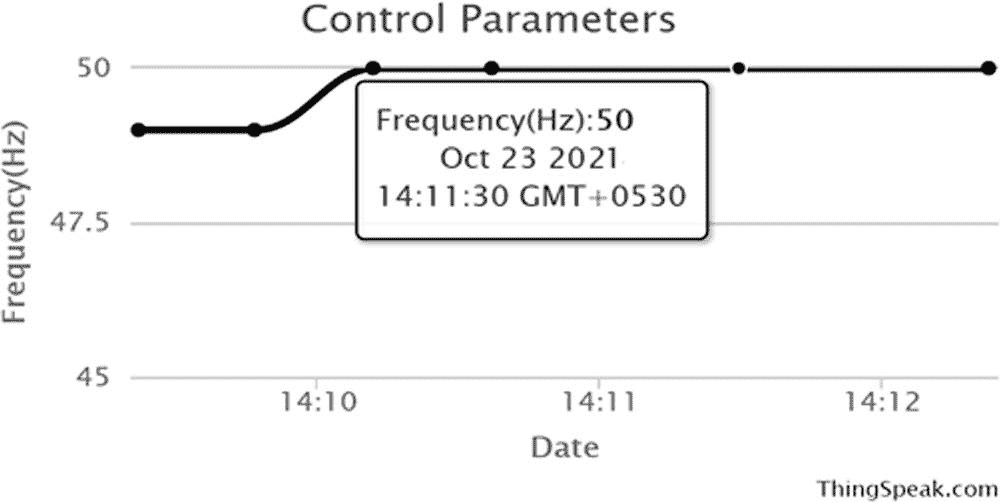 Control Parameters
50
47.5
45
Frequency(Hz)
Frequency(Hz):50
Oct 23 2021
14:11:30 GMT+0530
14:10
14:11
14:12
Date
ThingSpeak.com